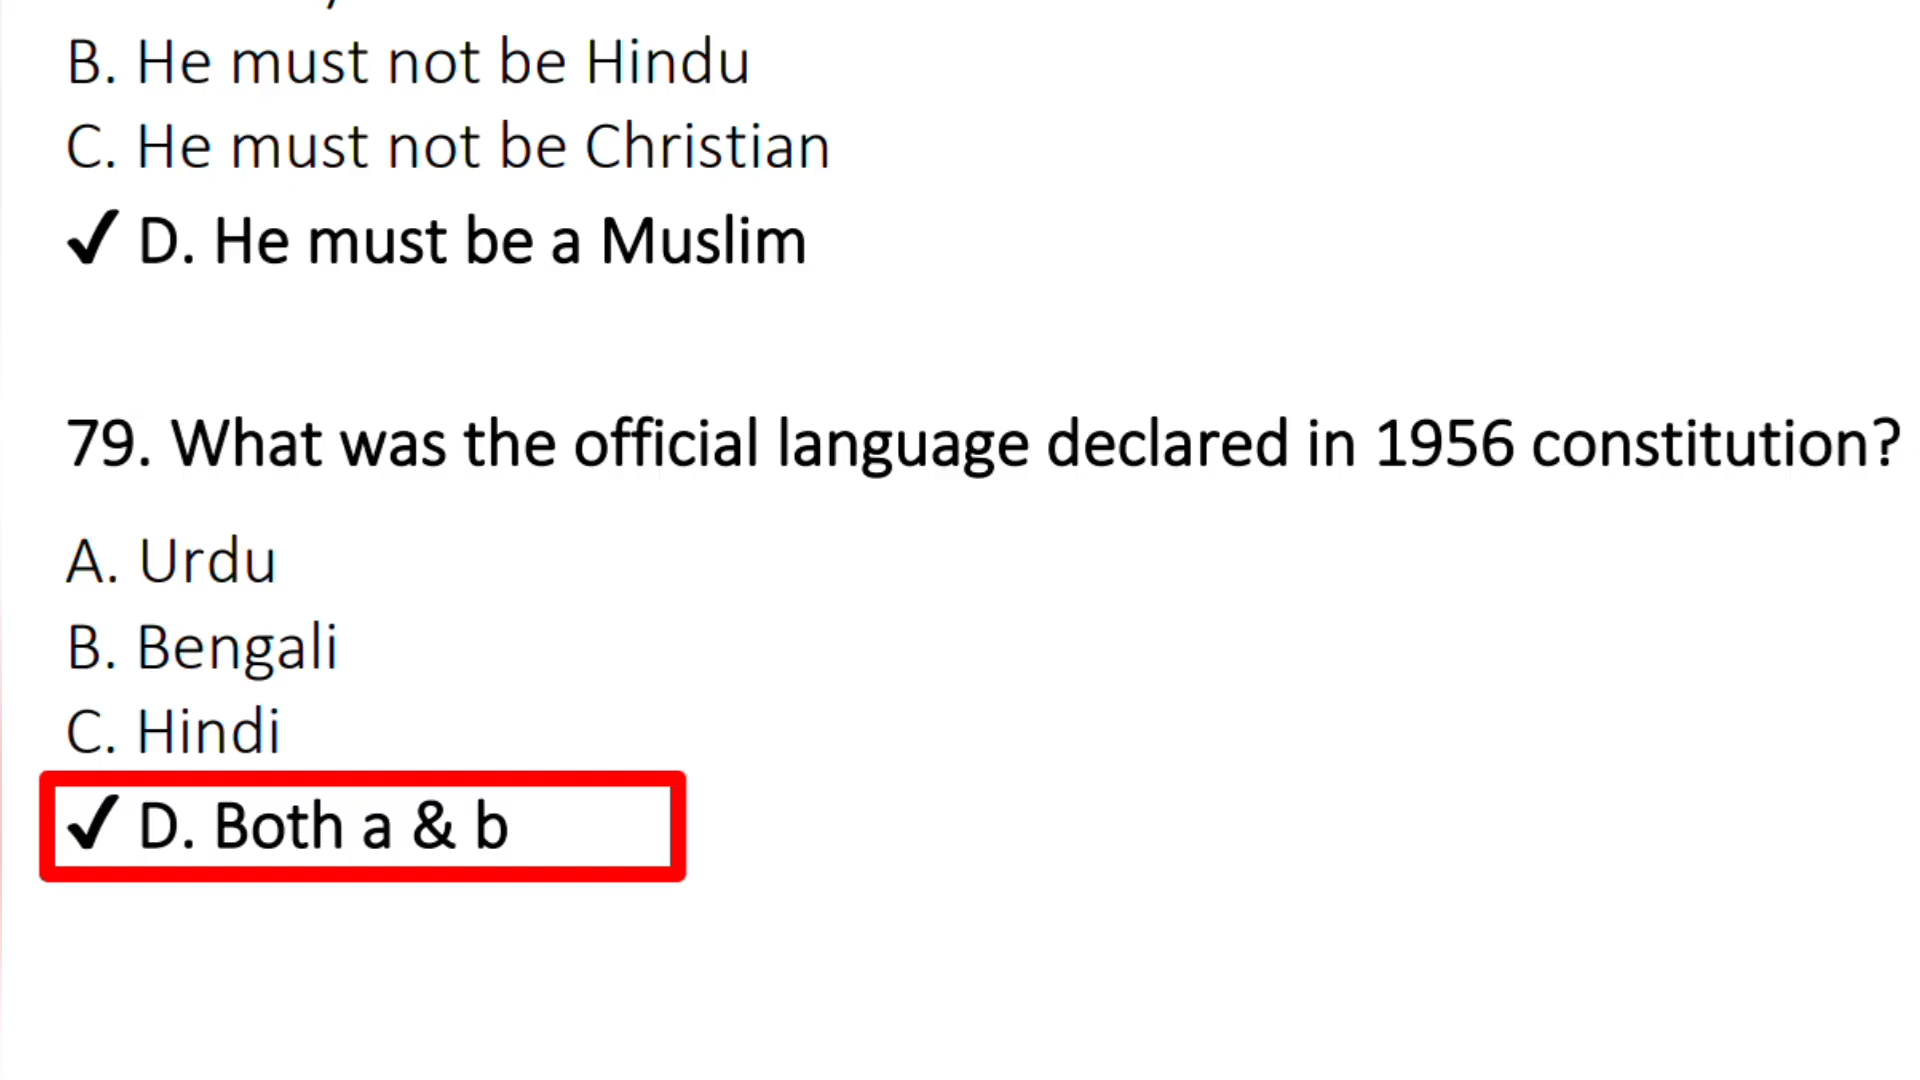 B. He must not be Hindu
C. He must not be Christian
✔ D. He must be a Muslim
79. What was the official language declared in 1956 constitution?
A. Urdu
B. Bengali
C. Hindi
✔ D. Both a & b